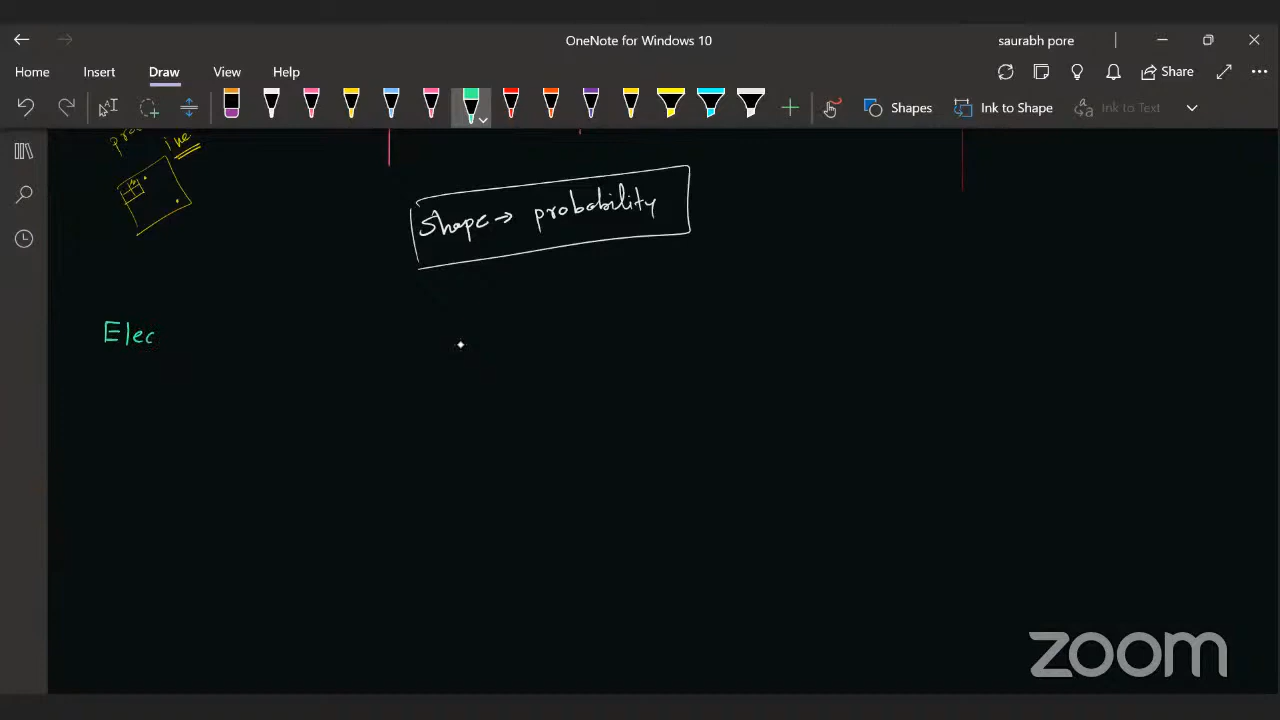 OneNote for Windows 10
saurabh pore
Home Insert Draw View Help
Share
Shapes
Ink to Shape
Ink to Text
Shape → probability
Elec
zoom